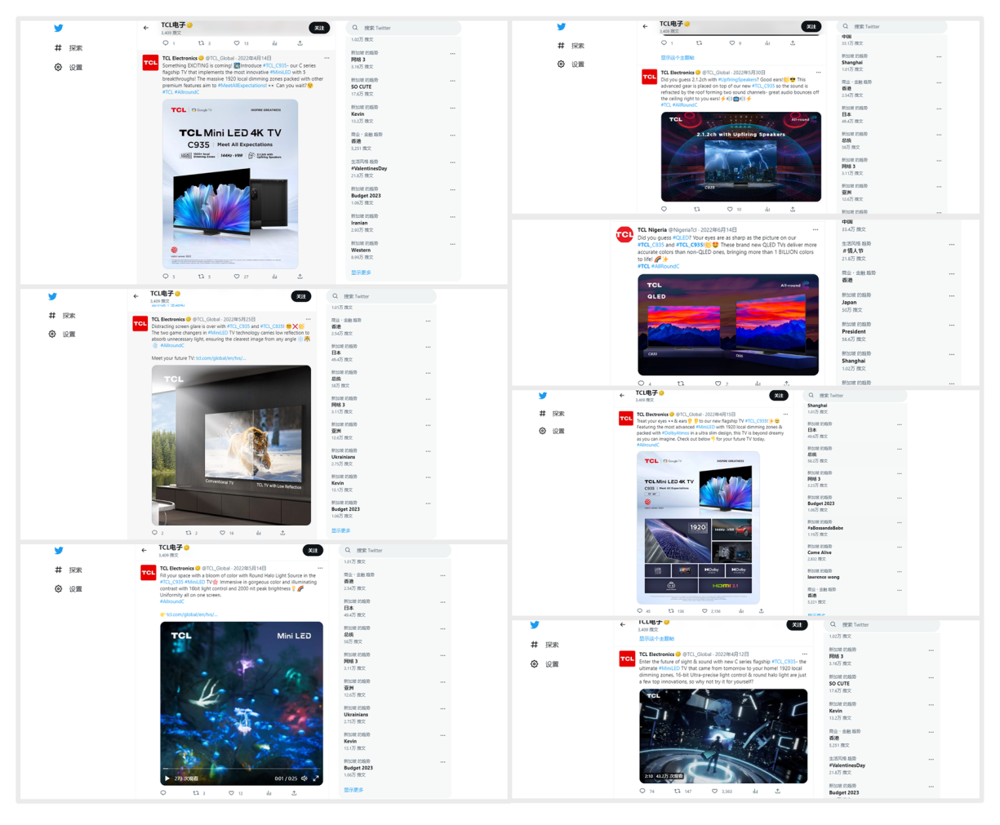 探索
设置
TCL电子
3,409 推文
关注
1 3 13
TCL Electronics @TCL_Global · 2022年4月14日
Something EXCITING is coming! Introduce #TCL_C935- our C series
flagship TV that implements the most innovative #MiniLED with 5
breakthroughs! The massive 1920 local dimming zones packed with other
premium features aim to #MeetAllExpectations! Can you wait?
#TCL #AllroundC
TCL Google TV INSPIRE GREATNESS
TCL Mini LED 4K TV
C935 Meet All Expectations
144Hz · VRR
3 5 27
搜索 Twitter
1.02万 推文
新加坡 的趋势
网络 3
3.16万 推文
新加坡 的趋势
SO CUTE
17.6万 推文
新加坡 的趋势
Kevin
13.2万 推文
商业 · 金融 趋势
香港
5,231 推文
生活风格 趋势
#ValentinesDay
21.8万 推文
新加坡 的趋势
Budget 2023
1.06万 推文
新加坡 的趋势
Iranian
2.93万 推文
新加坡 的趋势
Western
8.99万 推文
显示更多
探索
设置
TCL电子
3,409 推文
关注
TCL Electronics @TCL_Global · 2022年5月23日
Distracting screen glare is over with #TCL_C935 and #TCL_C835!
The two game changers in #MiniLED TV technology carries low reflection to
absorb unnecessary light, ensuring the clearest image from any angle
#AllroundC
Meet your future TV: tcl.com/global/en/tvs/...
TCL
Conventional TV
TCL TV with Low Reflection
2 2 16
搜索 Twitter
1.01万 推文
商业 · 金融 趋势
香港
2.54万 推文
新加坡 的趋势
日本
49.4万 推文
新加坡 的趋势
总统
56万 推文
新加坡 的趋势
网络 3
3.11万 推文
新加坡 的趋势
亚洲
12.6万 推文
新加坡 的趋势
Ukrainians
2.75万 推文
新加坡 的趋势
Kevin
13.1万 推文
新加坡 的趋势
Budget 2023
1.06万 推文
显示更多
探索
设置
TCL电子
3,409 推文
关注
TCL Electronics @TCL_Global · 2022年5月14日
Fill your space with a bloom of color with Round Halo Light Source in the
#TCL_C935 #MiniLED TV Immersive in gorgeous color and illuminating
contrast with 16bit light control and 2000 nit peak brightness
Uniformity all on one screen.
#AllroundC
tcl.com/global/en/tvs/...
TCL Mini LED
273 次观看 0:01 / 0:25
3 12
搜索 Twitter
1.01万 推文
商业 · 金融 趋势
香港
2.54万 推文
新加坡 的趋势
日本
49.4万 推文
新加坡 的趋势
总统
56万 推文
新加坡 的趋势
网络 3
3.11万 推文
新加坡 的趋势
亚洲
12.6万 推文
新加坡 的趋势
Ukrainians
2.75万 推文
新加坡 的趋势
Kevin
13.1万 推文
新加坡 的趋势
Budget 2023
1.06万 推文
显示更多
探索
设置
TCL电子
3,409 推文
关注
1 9
显示这个主题帖
TCL Electronics @TCL_Global · 2022年5月30日
Did you guess 2.1.2ch with #UpfiringSpeakers? Good ears!
This advanced gear is placed on top of our new #TCL_C935 so the sound is
refracted by the roof forming two sound channels- great audio bounces off
the ceiling right to you ears!
#TCL #AllRoundC
TCL All-round
2.1.2ch with Upfiring Speakers
C935
10
搜索 Twitter
中国
33.1万 推文
新加坡 的趋势
Shanghai
1.01万 推文
商业 · 金融 趋势
香港
2.54万 推文
新加坡 的趋势
日本
49.4万 推文
新加坡 的趋势
总统
56万 推文
新加坡 的趋势
网络 3
3.11万 推文
新加坡 的趋势
亚洲
12.6万 推文
新加坡 的趋势
TCL Nigeria @NigeriaTcl · 2022年6月14日
Did you guess #QLED? Your eyes are as sharp as the picture on our
#TCL_C835 and #TCL_C935! These brand new QLED TVs deliver more
accurate colors than non-QLED ones, bringing more than 1 BILLION colors
to life!
#TCL #AllRoundC
TCL All-round
QLED
C835 C935
4 2
中国
33.4万 推文
生活风格 趋势
#情人节
21.8万 推文
商业 · 金融 趋势
香港
新加坡 的趋势
Japan
50万 推文
新加坡 的趋势
President
58.6万 推文
新加坡 的趋势
Shanghai
1.02万 推文
新加坡 的趋势
探索
设置
TCL电子
3,409 推文
关注
TCL Electronics @TCL_Global · 2022年4月15日
Treat your eyes & ears to our new flagship TV #TCL_C935!
Featuring the most advanced #MiniLED with 1920 local dimming zones &
packed with #DolbyAtmos in a ultra slim design, this TV is beyond dreamy
as you can imagine. Check out below for your future TV today.
#AllroundC
TCL Google TV INSPIRE GREATNESS
TCL Mini LED 4K TV
C935 Meet All Expectations
1920
144Hz · VRR
Dolby Dolby
HDMI 2.1
45 136 2,156
搜索 Twitter
Shanghai
1.01万 推文
新加坡 的趋势
日本
49.6万 推文
新加坡 的趋势
总统
56.2万 推文
新加坡 的趋势
网络 3
3.23万 推文
新加坡 的趋势
Budget 2023
1.06万 推文
新加坡 的趋势
#aBossandaBabe
1.19万 推文
新加坡 的趋势
Come Alive
2,832 推文
新加坡 的趋势
lawrence wong
新加坡 的趋势
商业 · 金融 趋势
香港
5,221 推文
显示更多
探索
设置
TCL电子
3,409 推文
关注
显示这个主题帖
TCL Electronics @TCL_Global · 2022年4月12日
Enter the future of sight & sound with new C series flagship #TCL_C935- the
ultimate #MiniLED TV that came from tomorrow to your home! 1920 local
dimming zones, 16-bit Ultra-precise light control & round halo light are just
a few top innovations, so why not try it for yourself?
TCL
2:10 43.2万 次观看
74 147 3,363
搜索 Twitter
1.02万 推文
新加坡 的趋势
网络 3
3.16万 推文
新加坡 的趋势
SO CUTE
17.6万 推文
新加坡 的趋势
Kevin
13.2万 推文
商业 · 金融 趋势
香港
5,231 推文
生活风格 趋势
#ValentinesDay
21.8万 推文
新加坡 的趋势
Budget 2023